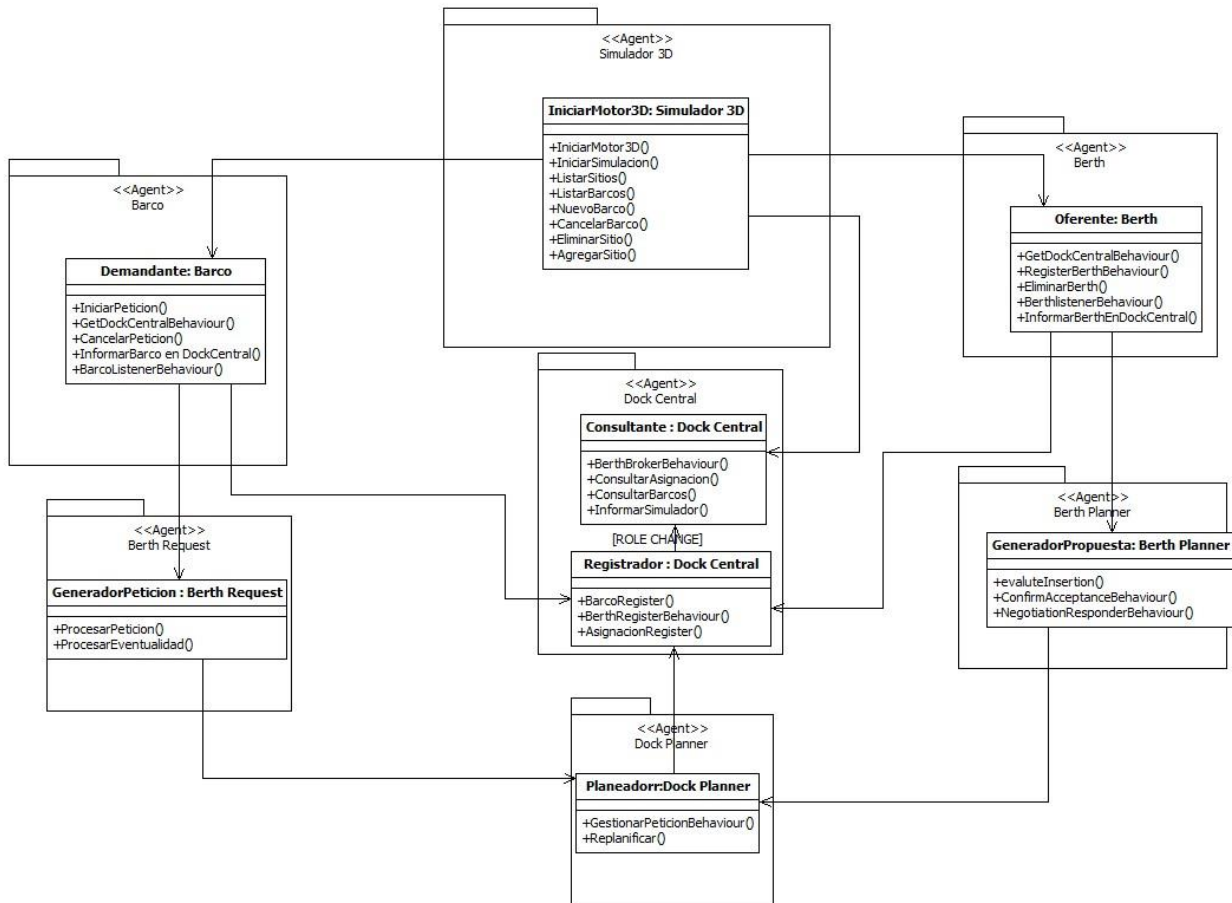 <<Agent>>
Simulador 3D
IniciarMotor3D: Simulador 3D
+IniciarMotor3D()
+IniciarSimulacion()
+ListarSitios()
+ListarBarcos()
+NuevoBarco()
+CancelarBarco()
+EliminarSitio()
+AgregarSitio()
<<Agent>>
Barco
Demandante: Barco
+IniciarPeticion()
+GetDockCentralBehaviour()
+CancelarPeticion()
+InformarBarco en DockCentral()
+BarcoListenerBehaviour()
<<Agent>>
Berth
Oferente: Berth
+GetDockCentralBehaviour()
+RegisterBerthBehaviour()
+EliminarBerth()
+BerthlistenerBehaviour()
+InformarBerthEnDockCentral()
<<Agent>>
Dock Central
Consultante : Dock Central
+BerthBrokerBehaviour()
+ConsultarAsignacion()
+ConsultarBarcos()
+InformarSimulador()
[ROLE CHANGE]
Registrador : Dock Central
+BarcoRegister()
+BerthRegisterBehaviour()
+AsignacionRegister()
<<Agent>>
Berth Request
GeneradorPeticion : Berth Request
+ProcesarPeticion()
+ProcesarEventualidad()
<<Agent>>
Berth Planner
GeneradorPropuesta: Berth Planner
+evaluteInsertion()
+ConfirmAcceptanceBehaviour()
+NegotiationResponderBehaviour()
<<Agent>>
Dock Planner
Planeadorr:Dock Planner
+GestionarPeticionBehaviour()
+Replanificar()